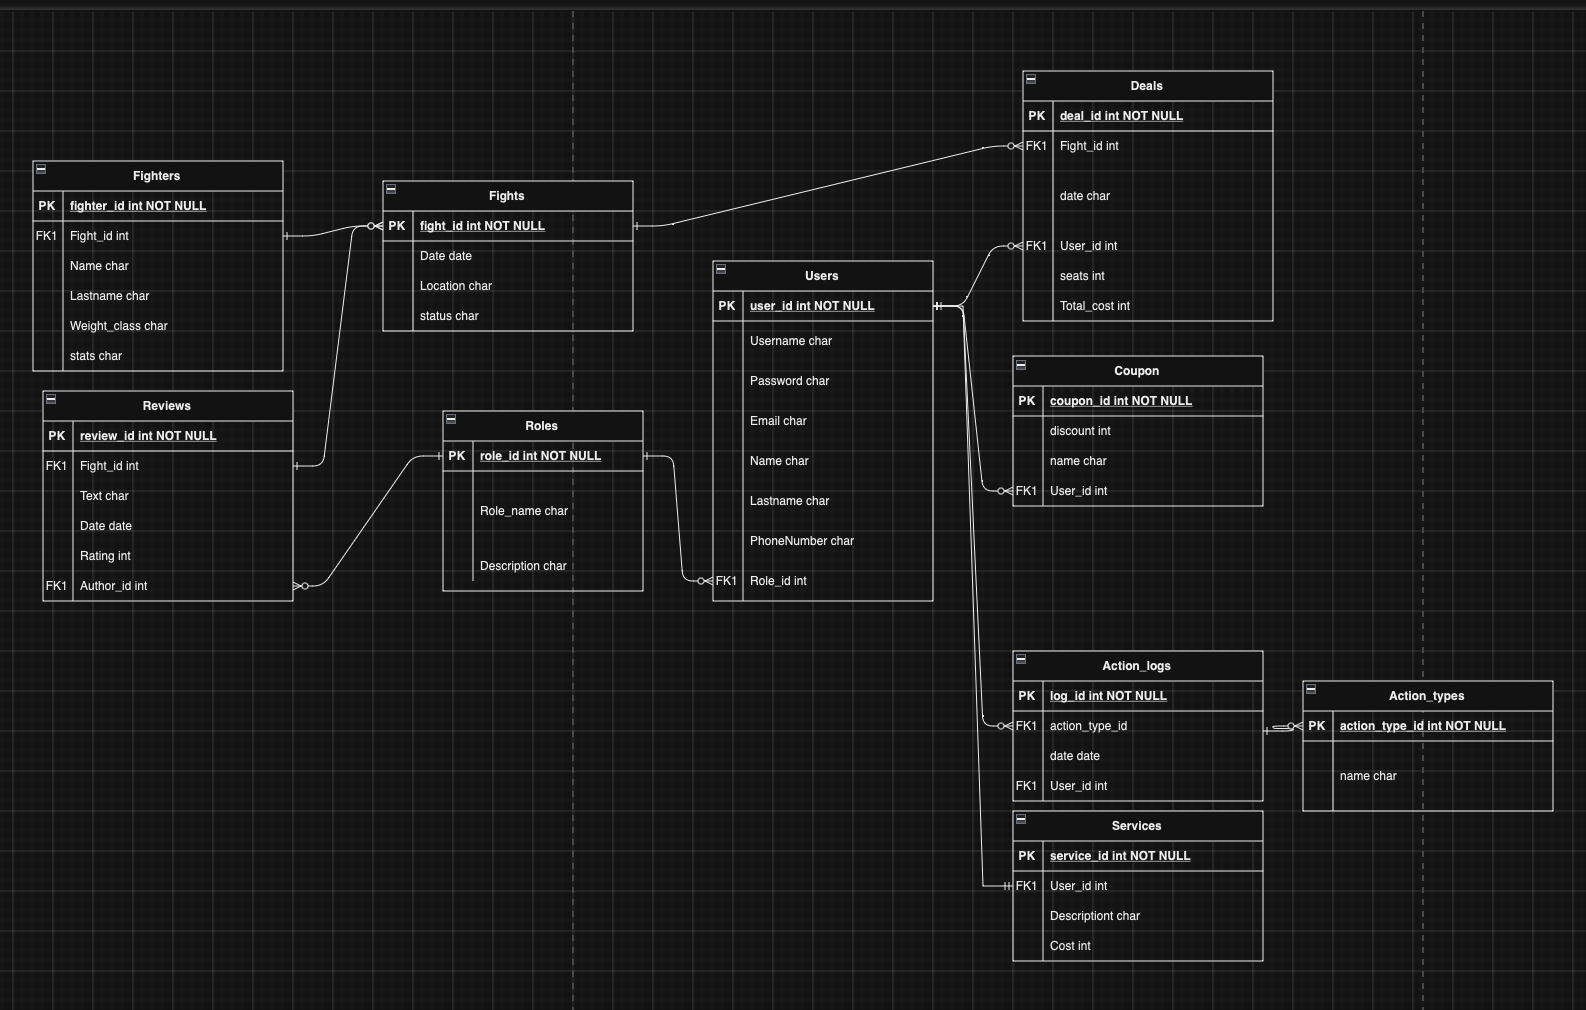 Deals
PK deal_id int NOT NULL
FK1 Fight_id int
date char
FK1 User_id int
seats int
Total_cost int
Fighters
PK fighter_id int NOT NULL
FK1 Fight_id int
Name char
Lastname char
Weight_class char
stats char
Fights
PK fight_id int NOT NULL
Date date
Location char
status char
Users
PK user_id int NOT NULL
Username char
Password char
Email char
Name char
Lastname char
PhoneNumber char
FK1 Role_id int
Coupon
PK coupon_id int NOT NULL
discount int
name char
FK1 User_id int
Reviews
PK review_id int NOT NULL
FK1 Fight_id int
Text char
Date date
Rating int
FK1 Author_id int
Roles
PK role_id int NOT NULL
Role_name char
Description char
Action_logs
PK log_id int NOT NULL
FK1 action_type_id
date date
FK1 User_id int
Action_types
PK action_type_id int NOT NULL
name char
Services
PK service_id int NOT NULL
FK1 User_id int
Descriptiont char
Cost int